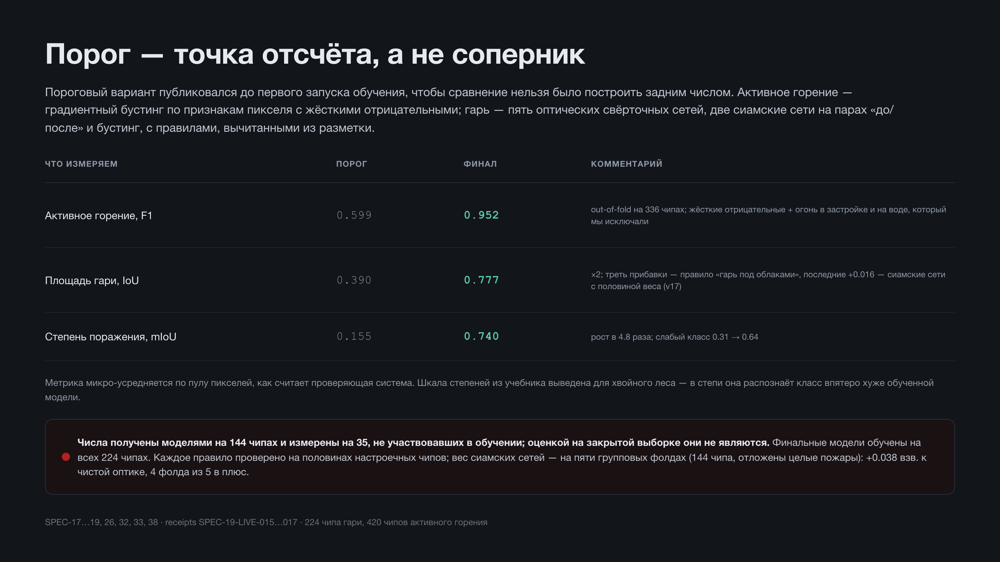 Порог — точка отсчёта, а не соперник
Пороговый вариант публиковался до первого запуска обучения, чтобы сравнение нельзя было построить задним числом. Активное горение —
градиентный бустинг по признакам пикселя с жёсткими отрицательными; гарь — пять оптических свёрточных сетей, две сиамские сети на парах «до/
после» и бустинг, с правилами, вычитанными из разметки.
ЧТО ИЗМЕРЯЕМ ПОРОГ ФИНАЛ КОММЕНТАРИЙ
Активное горение, F1 0.599 0.952 out-of-fold на 336 чипах; жёсткие отрицательные + огонь в застройке и на воде, который
мы исключали
Площадь гари, IoU 0.390 0.777 ×2; треть прибавки — правило «гарь под облаками», последние +0.016 — сиамские сети
с половиной веса (v17)
Степень поражения, mIoU 0.155 0.740 рост в 4.8 раза; слабый класс 0.31 → 0.64
Метрика микро-усредняется по пулу пикселей, как считает проверяющая система. Шкала степеней из учебника выведена для хвойного леса — в степи она распознаёт класс впятеро хуже обученной
модели.
Числа получены моделями на 144 чипах и измерены на 35, не участвовавших в обучении; оценкой на закрытой выборке они не являются. Финальные модели обучены на
всех 224 чипах. Каждое правило проверено на половинах настроечных чипов; вес сиамских сетей — на пяти групповых фолдах (144 чипа, отложены целые пожары): +0.038 взв. к
чистой оптике, 4 фолда из 5 в плюс.
SPEC-17…19, 26, 32, 33, 38 · receipts SPEC-19-LIVE-015…017 · 224 чипа гари, 420 чипов активного горения